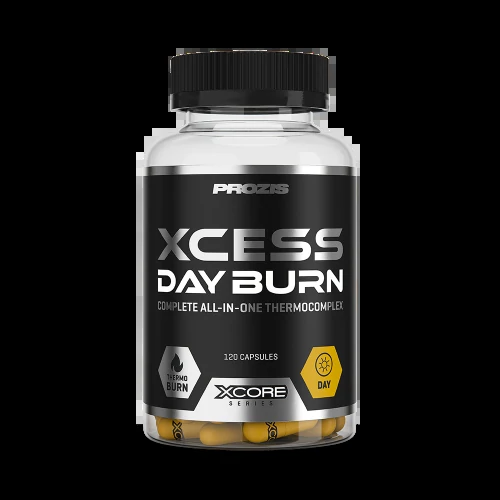 PROZIS
XCESS
DAY BURN
COMPLETE ALL-IN-ONE THERMOCOMPLEX
120 CAPSULES
THERMO
BURN
XCORE
SERIES
DAY